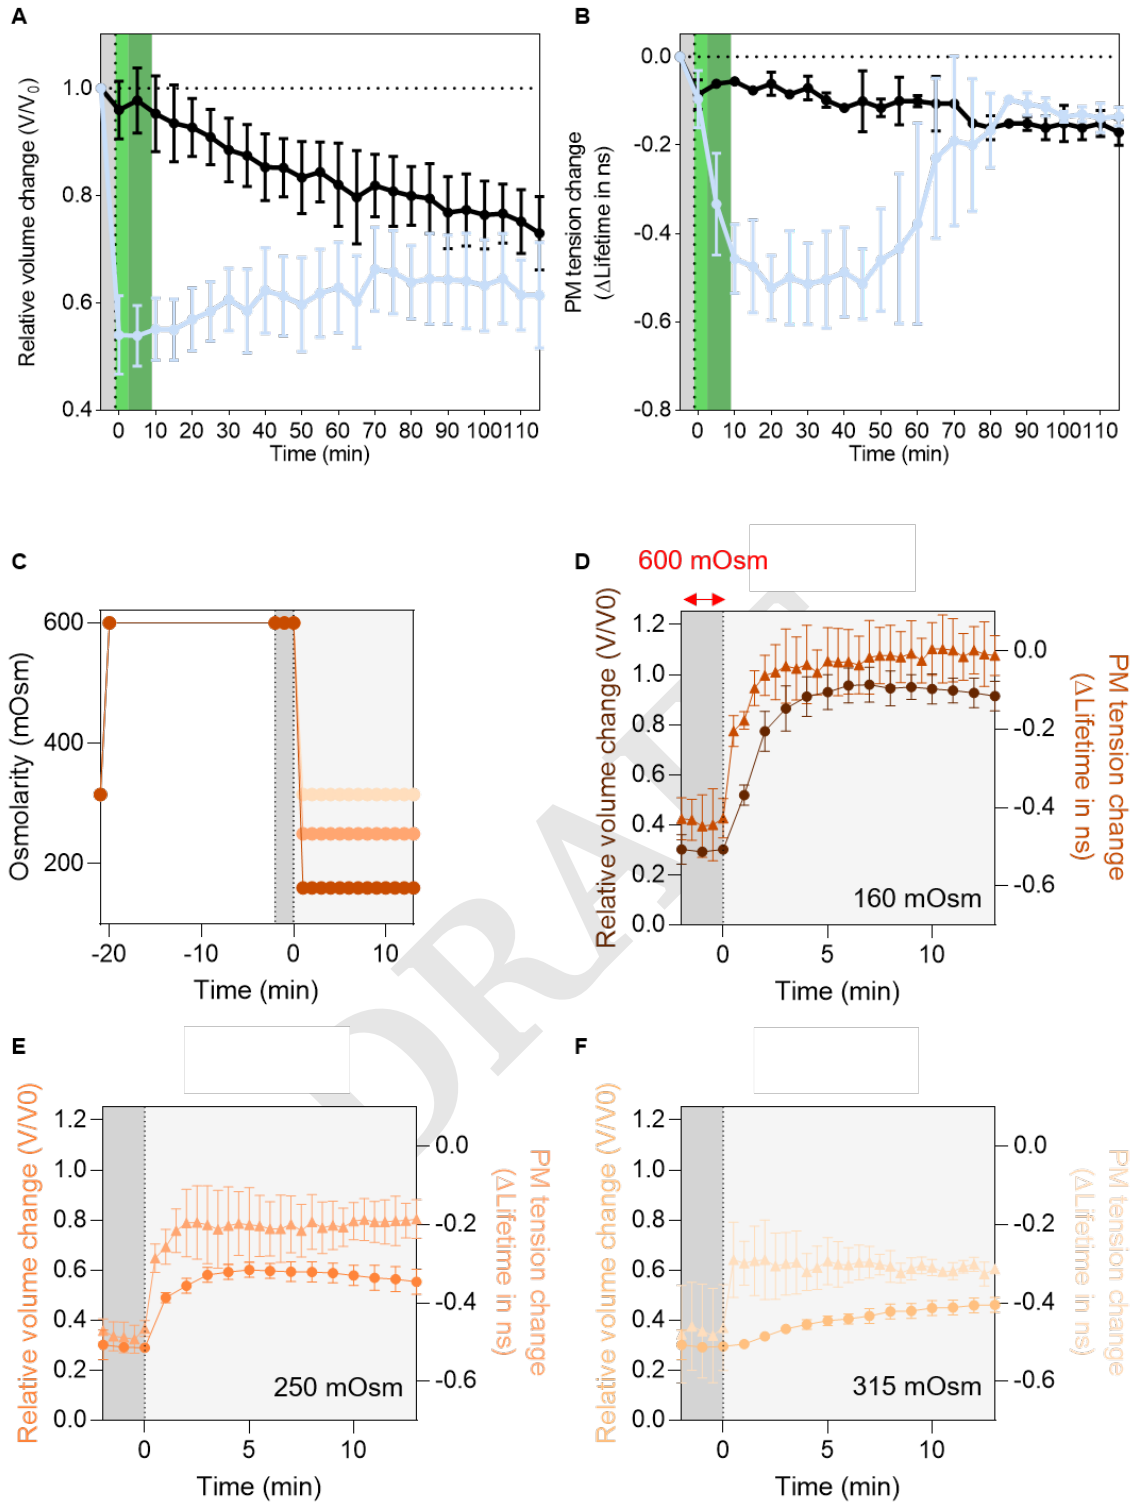 A
Relative volume change (V/V0)
1.0
0.8
0.6
0.4
0 10 20 30 40 50 60 70 80 90 100110
Time (min)
B
PM tension change
(ΔLifetime in ns)
0.0
-0.2
-0.4
-0.6
-0.8
0 10 20 30 40 50 60 70 80 90 100110
Time (min)
C
Osmolarity (mOsm)
600
400
200
-20 -10 0 10
Time (min)
D
600 mOsm
Relative volume change (V/V0)
1.2
1.0
0.8
0.6
0.4
0.2
0.0
0.0
-0.2
-0.4
-0.6
PM tension change
(ΔLifetime in ns)
160 mOsm
0 5 10
Time (min)
DRAFT
E
Relative volume change (V/V0)
1.2
1.0
0.8
0.6
0.4
0.2
0.0
0.0
-0.2
-0.4
-0.6
PM tension change
(ΔLifetime in ns)
250 mOsm
0 10
Time (min)
F
Relative volume change (V/V0)
1.2
1.0
0.8
0.6
0.4
0.2
0.0
0.0
-0.2
-0.4
-0.6
PM tension change
(ΔLifetime in ns)
315 mOsm
0 5 10
Time (min)